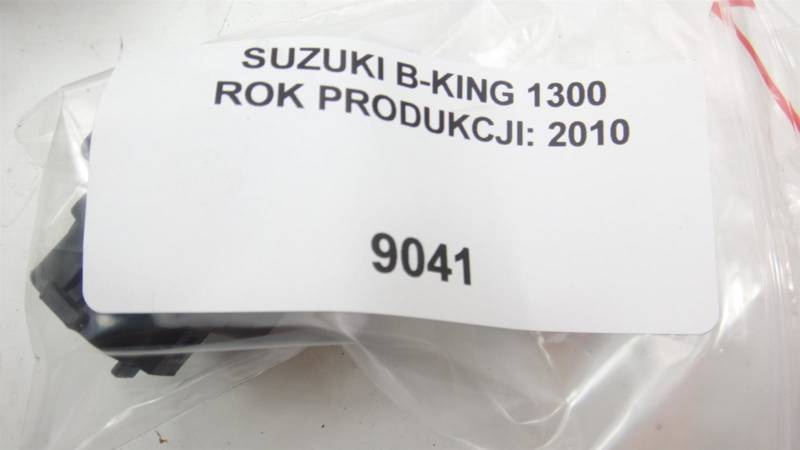 SUZUKI B-KING 1300
ROK PRODUKCJI: 2010
9041